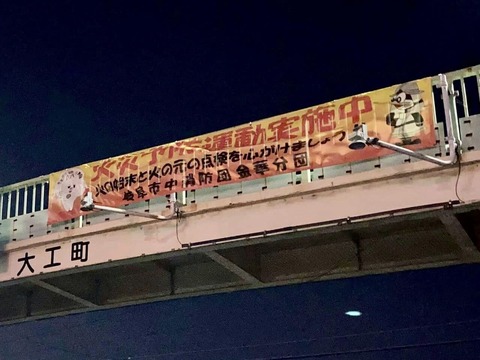 火災予防運動実施中
火の始末と火の元の点検を心がけましょう
岐阜市中消防団 金華分団
大工町